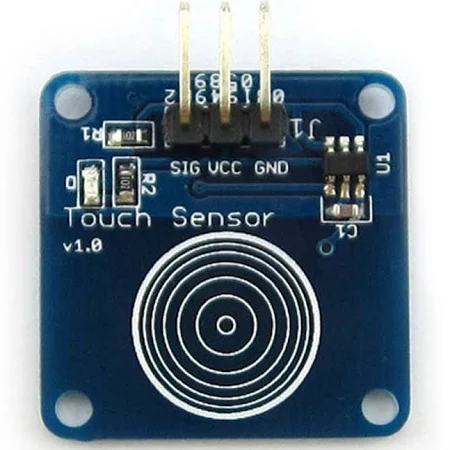 J1
R1
SIG VCC GND
U1
D
R2
Touch Sensor
C1
v1.0